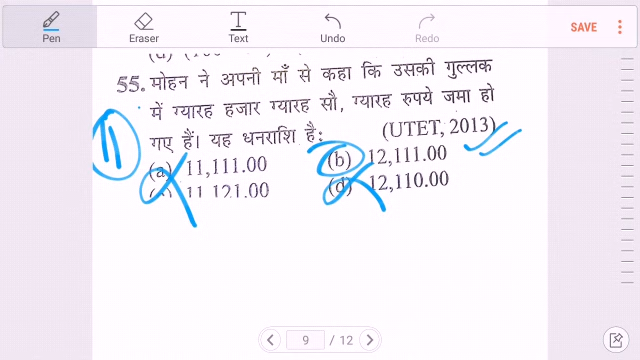 Pen Eraser Text Undo Redo SAVE
55. मोहन ने अपनी माँ से कहा कि उसकी गुल्लक
में ग्यारह हजार ग्यारह सौ, ग्यारह रुपये जमा हो
गए हैं। यह धनराशि है: (UTET, 2013)
11
(a) 11,111.00 (b) 12,111.00
11,121.00 (d) 12,110.00
9 / 12